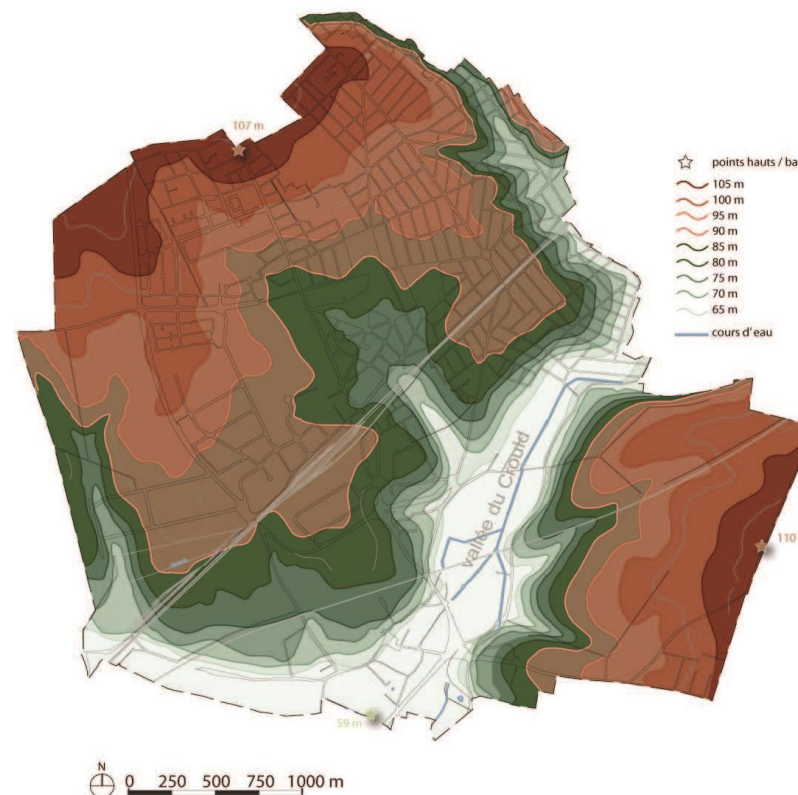 107 m
points hauts / ba
105 m
100 m
95 m
90 m
85 m
80 m
75 m
70 m
65 m
cours d'eau
vallée du Crould
110
59 m
N
0 250 500 750 1000 m